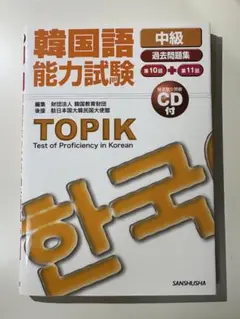 韓国語
能力試験
中級
過去問題集
第10回+第11回
CD
付
編集 財団法人 韓国教育財団
後援 駐日本国大韓民国大使館
TOPIK
Test of Proficiency in Korean
한국
SANSHUSHA